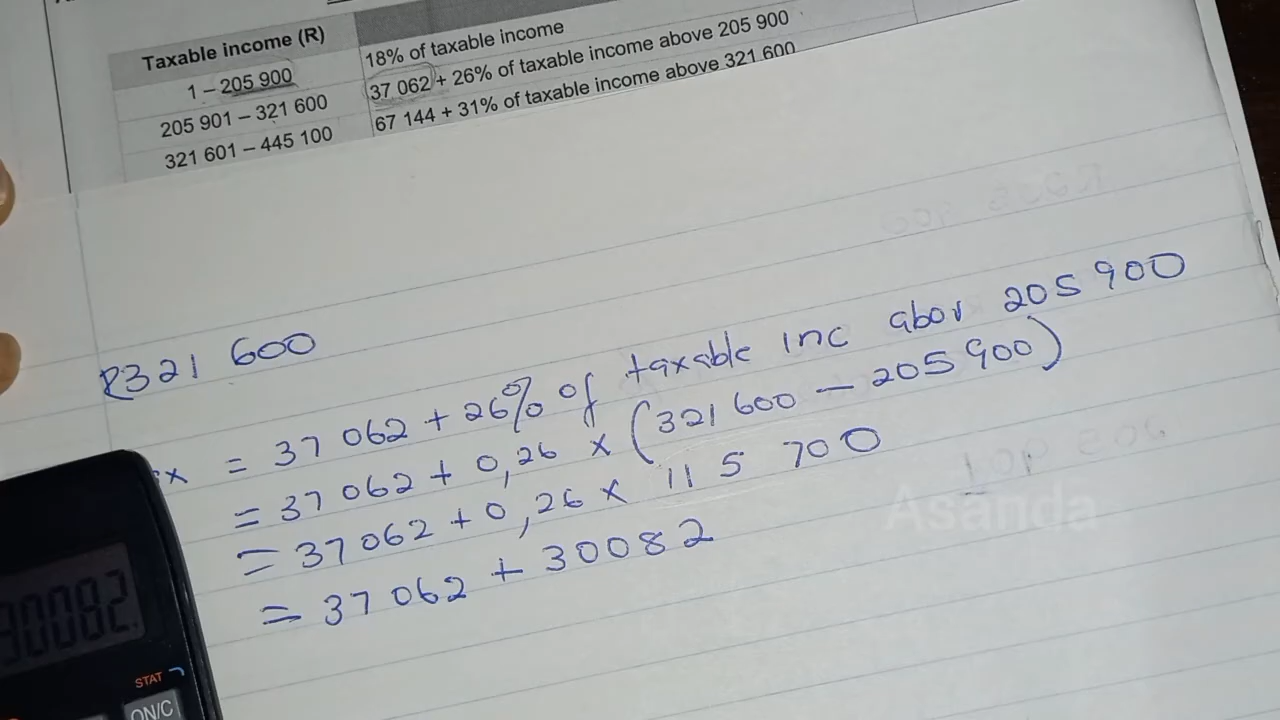 Taxable income (R)
1 – 205 900
18% of taxable income
205 901 – 321 600
37 062 + 26% of taxable income above 205 900
321 601 – 445 100
67 144 + 31% of taxable income above 321 600
R321 600
= 37 062 + 26% of taxable inc abov 205 900
= 37 062 + 0,26 x (321 600 – 205 900)
= 37 062 + 0,26 x 115 700
= 37 062 + 30082
Asanda
30082.
STAT
ON/C